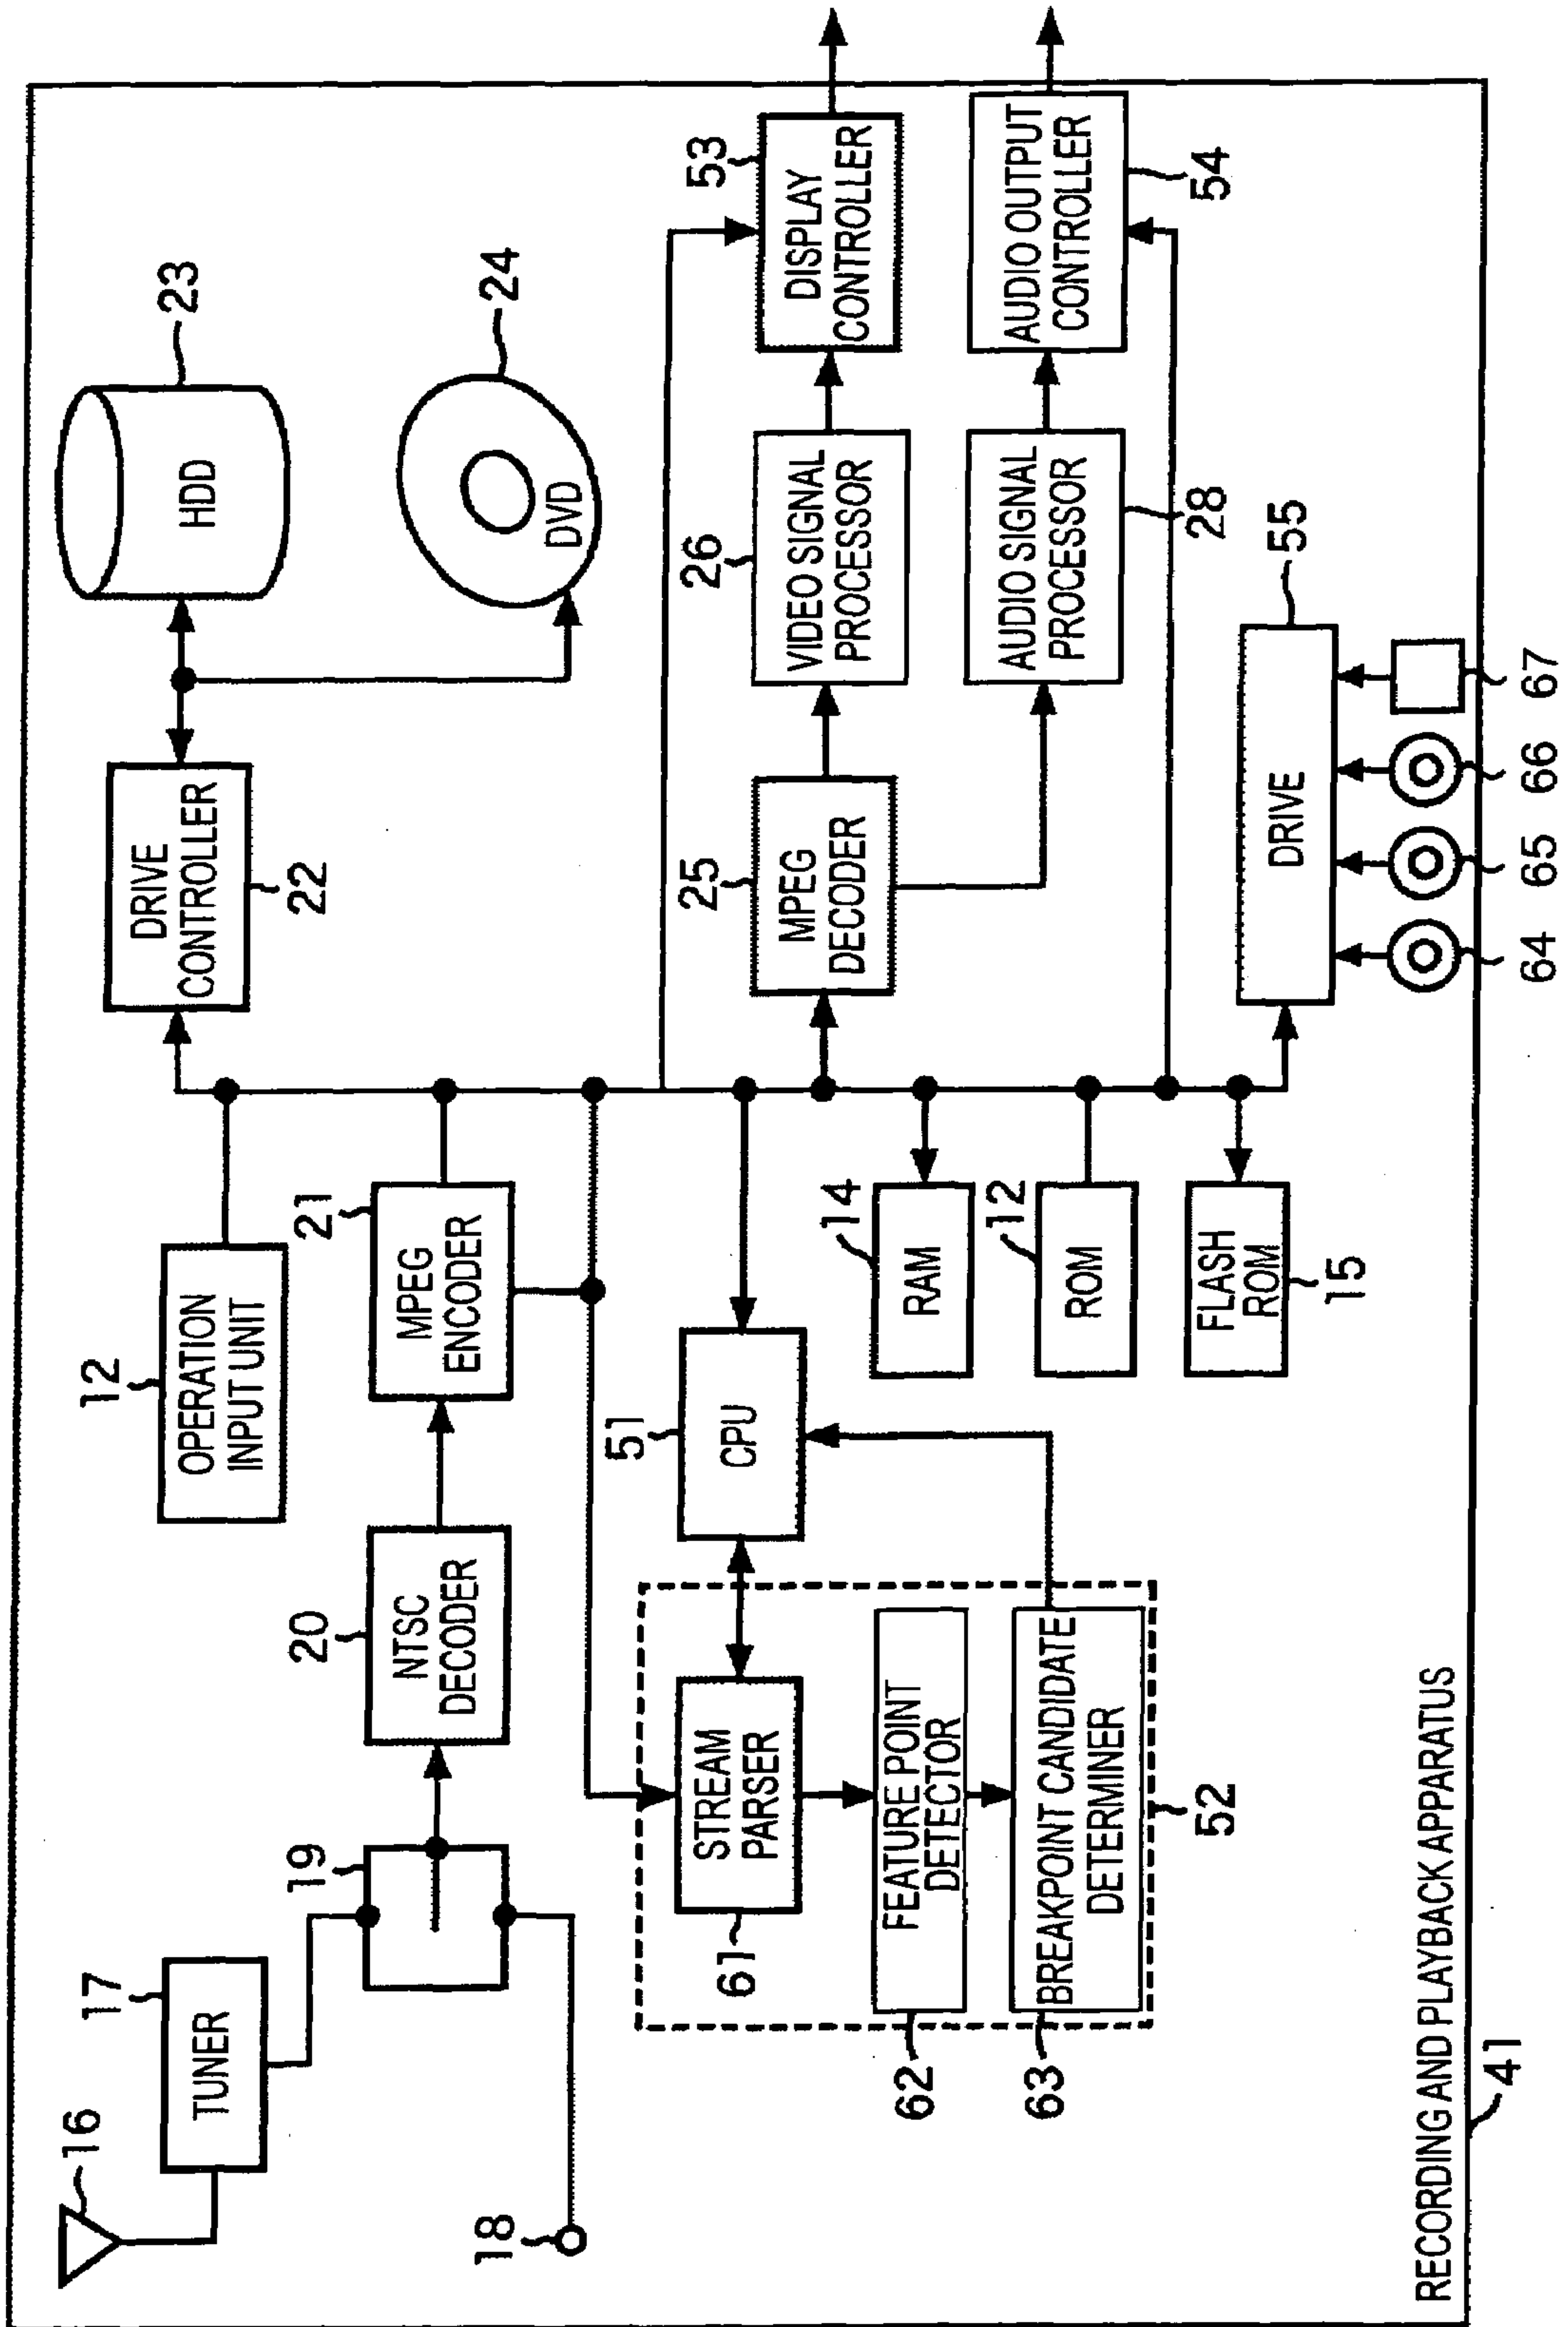 16
17
TUNER
18
19
20
NTSC
DECODER
12
OPERATION
INPUT UNIT
21
MPEG
ENCODER
DRIVE
CONTROLLER
22
HDD
23
DVD
24
STREAM
PARSER
61
FEATURE POINT
DETECTOR
62
BREAKPOINT CANDIDATE
DETERMINER
63
52
51
CPU
14
RAM
12
ROM
FLASH
ROM
15
25
MPEG
DECODER
26
VIDEO SIGNAL
PROCESSOR
53
DISPLAY
CONTROLLER
AUDIO SIGNAL
PROCESSOR
28
AUDIO OUTPUT
CONTROLLER
54
DRIVE
55
64
65
66
67
RECORDING AND PLAYBACK APPARATUS
41